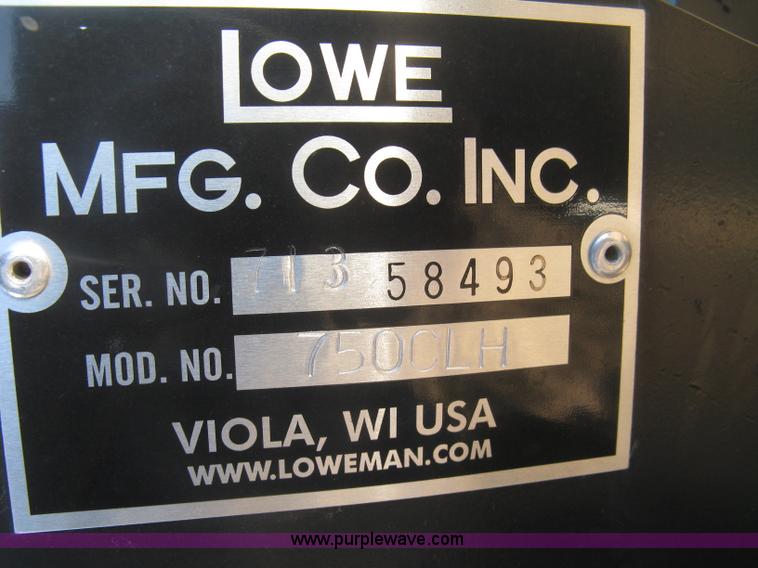 LOWE
MFG. CO. INC.
SER. NO. 713 58493
MOD. NO. 750CLH
VIOLA, WI USA
WWW.LOWEMAN.COM
www.purplewave.com